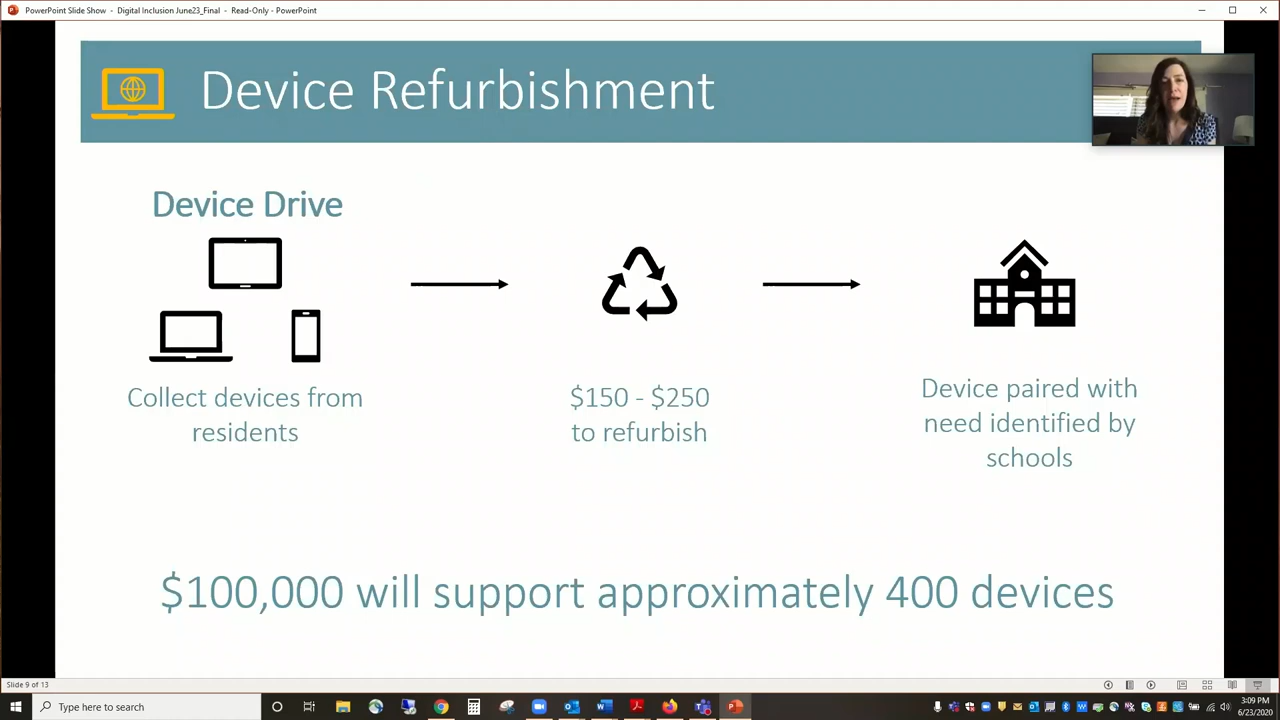 PowerPoint Slide Show - Digital Inclusion June23_Final - Read-Only - PowerPoint
Device Refurbishment
Device Drive
Collect devices from
residents
$150 - $250
to refurbish
Device paired with
need identified by
schools
$100,000 will support approximately 400 devices
Slide 9 of 13
Type here to search
3:09 PM
6/23/2020